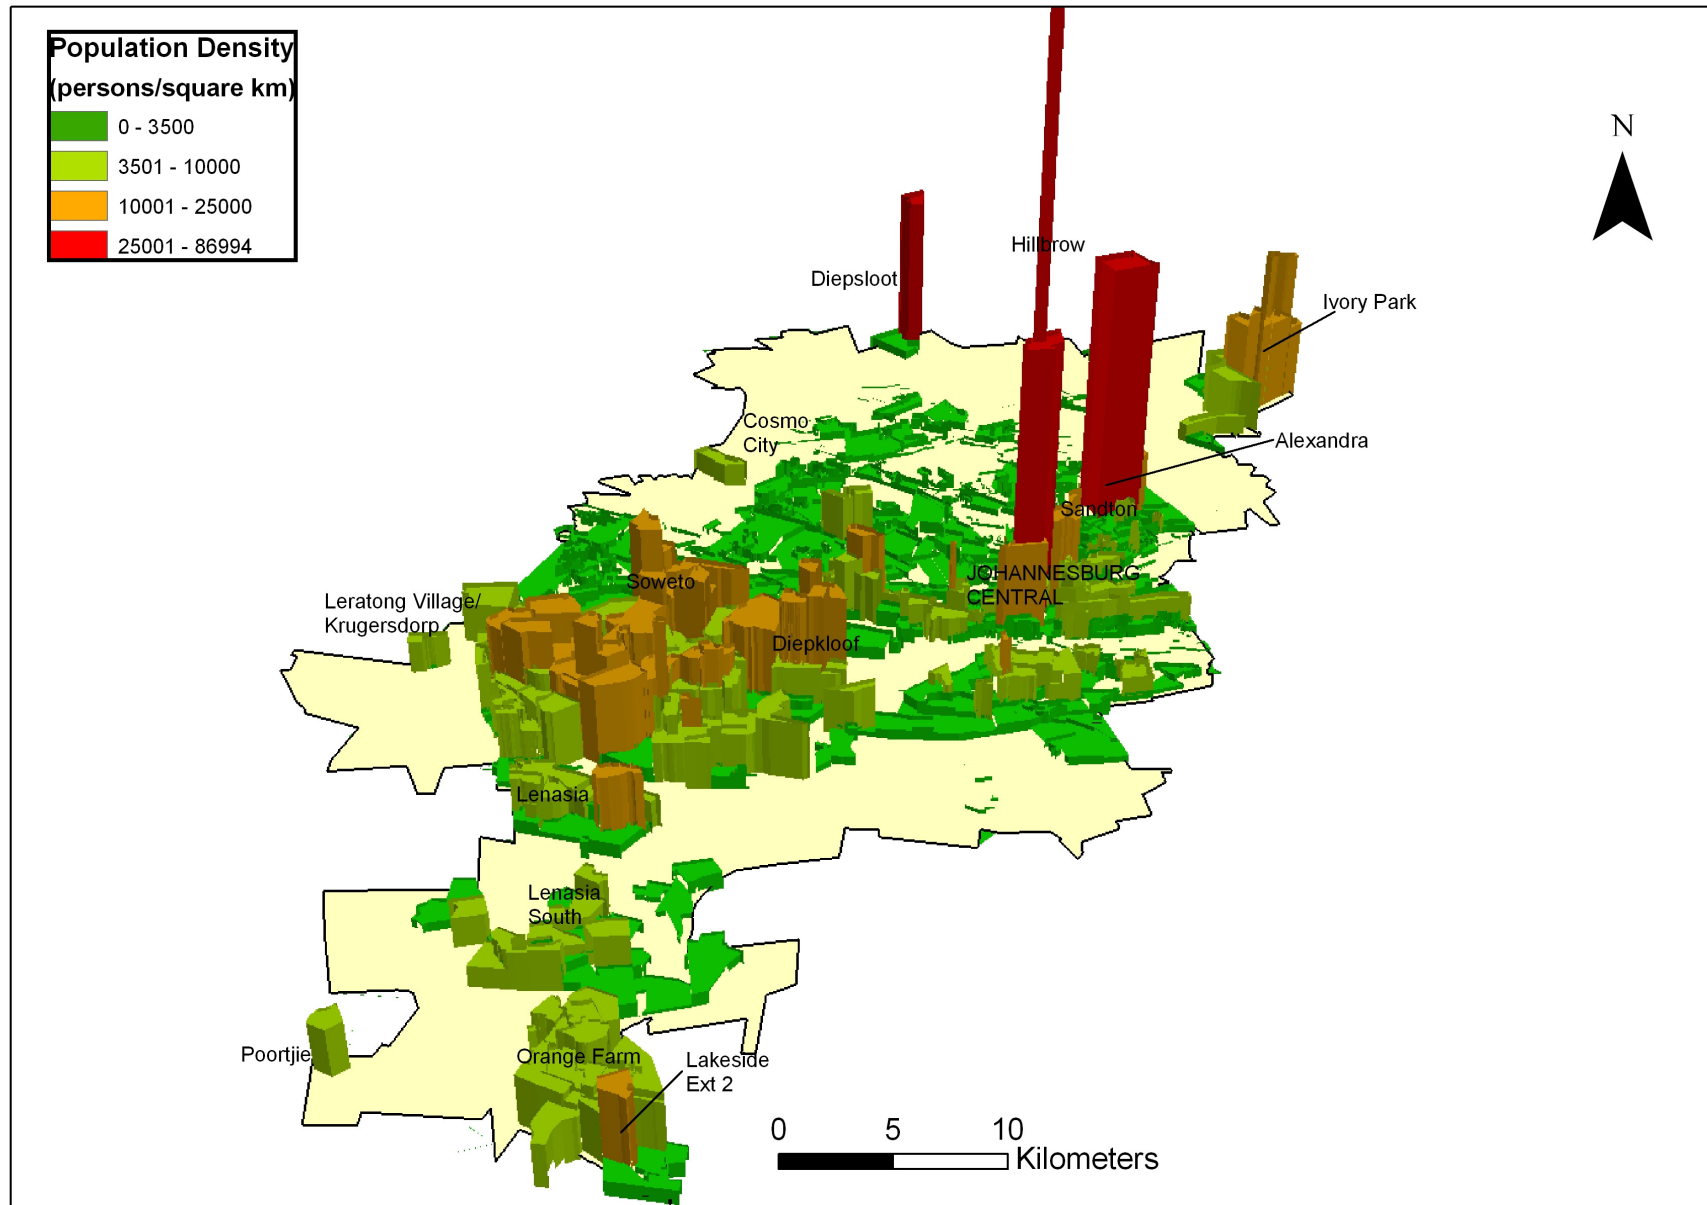 Population Density
(persons/square km)
0 - 3500
3501 - 10000
10001 - 25000
25001 - 86994
N
Hillbrow
Diepsloot
Ivory Park
Cosmo
City
Alexandra
Sandton
JOHANNESBURG
CENTRAL
Soweto
Leratong Village/
Krugersdorp
Diepkloof
Lenasia
Lenasia
South
Poortjie
Orange Farm
Lakeside
Ext 2
0 5 10
Kilometers